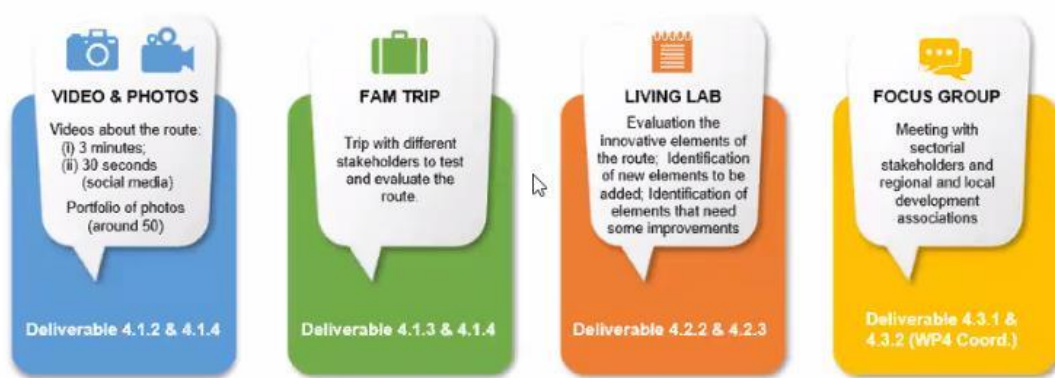 VIDEO & PHOTOS
Videos about the route:
(i) 3 minutes;
(ii) 30 seconds
(social media)
Portfolio of photos
(around 50)
Deliverable 4.1.2 & 4.1.4
FAM TRIP
Trip with different
stakeholders to test
and evaluate the
route.
Deliverable 4.1.3 & 4.1.4
LIVING LAB
Evaluation the
innovative elements of
the route; Identification
of new elements to be
added; Identification of
elements that need
some improvements
Deliverable 4.2.2 & 4.2.3
FOCUS GROUP
Meeting with
sectorial
stakeholders and
regional and local
development
associations
Deliverable 4.3.1 &
4.3.2 (WP4 Coord.)